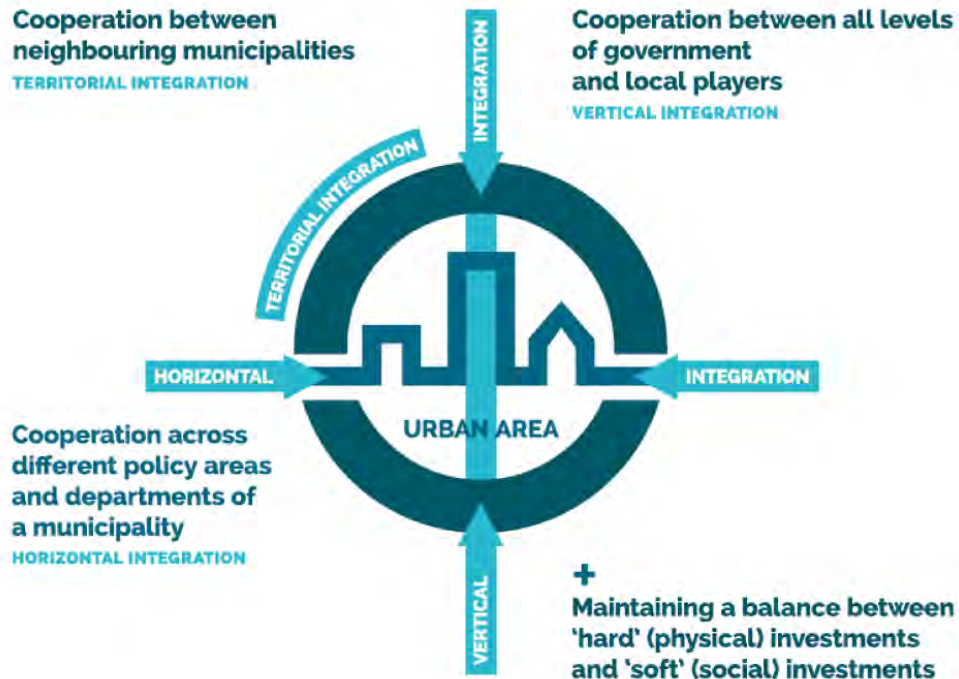 Cooperation between
neighbouring municipalities
TERRITORIAL INTEGRATION
Cooperation between all levels
of government
and local players
VERTICAL INTEGRATION
INTEGRATION
TERRITORIAL INTEGRATION
HORIZONTAL
INTEGRATION
URBAN AREA
Cooperation across
different policy areas
and departments of
a municipality
HORIZONTAL INTEGRATION
VERTICAL
+
Maintaining a balance between
‘hard’ (physical) investments
and ‘soft’ (social) investments